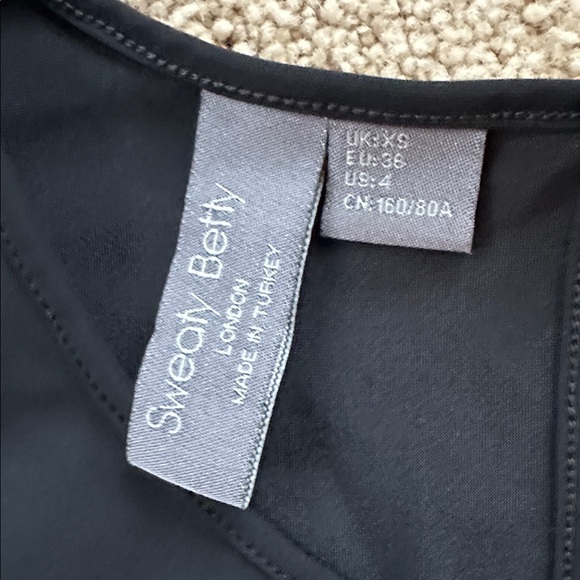 Sweaty Betty
LONDON
MADE IN TURKEY
UK:XS
EU:36
US:4
CN:160/80A